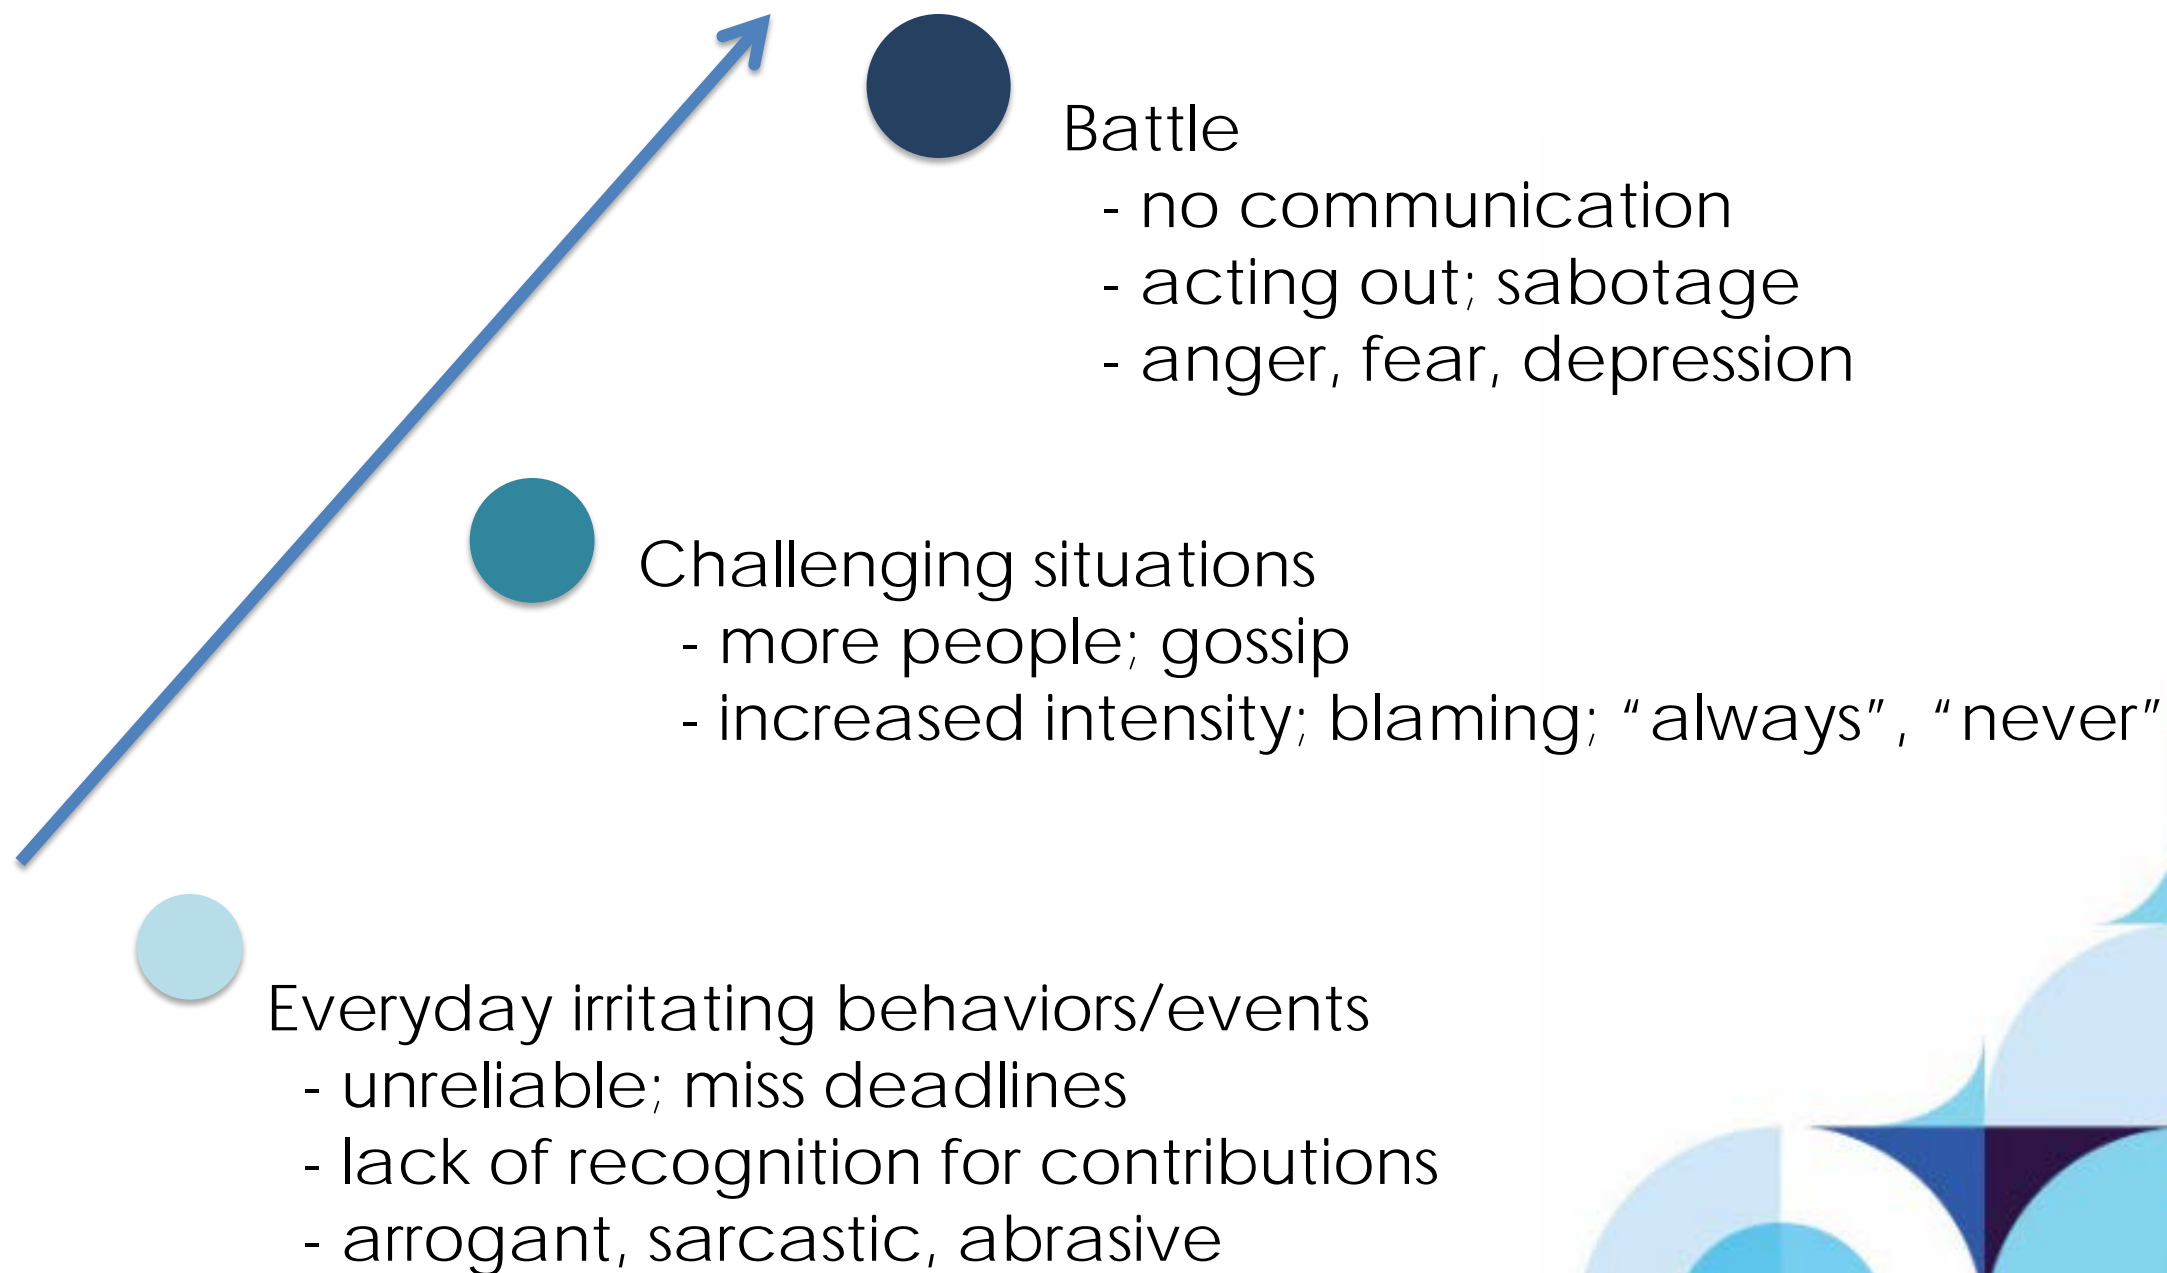 Battle
- no communication
- acting out; sabotage
- anger, fear, depression
Challenging situations
- more people; gossip
- increased intensity; blaming; “always”, “never”
Everyday irritating behaviors/events
- unreliable; miss deadlines
- lack of recognition for contributions
- arrogant, sarcastic, abrasive